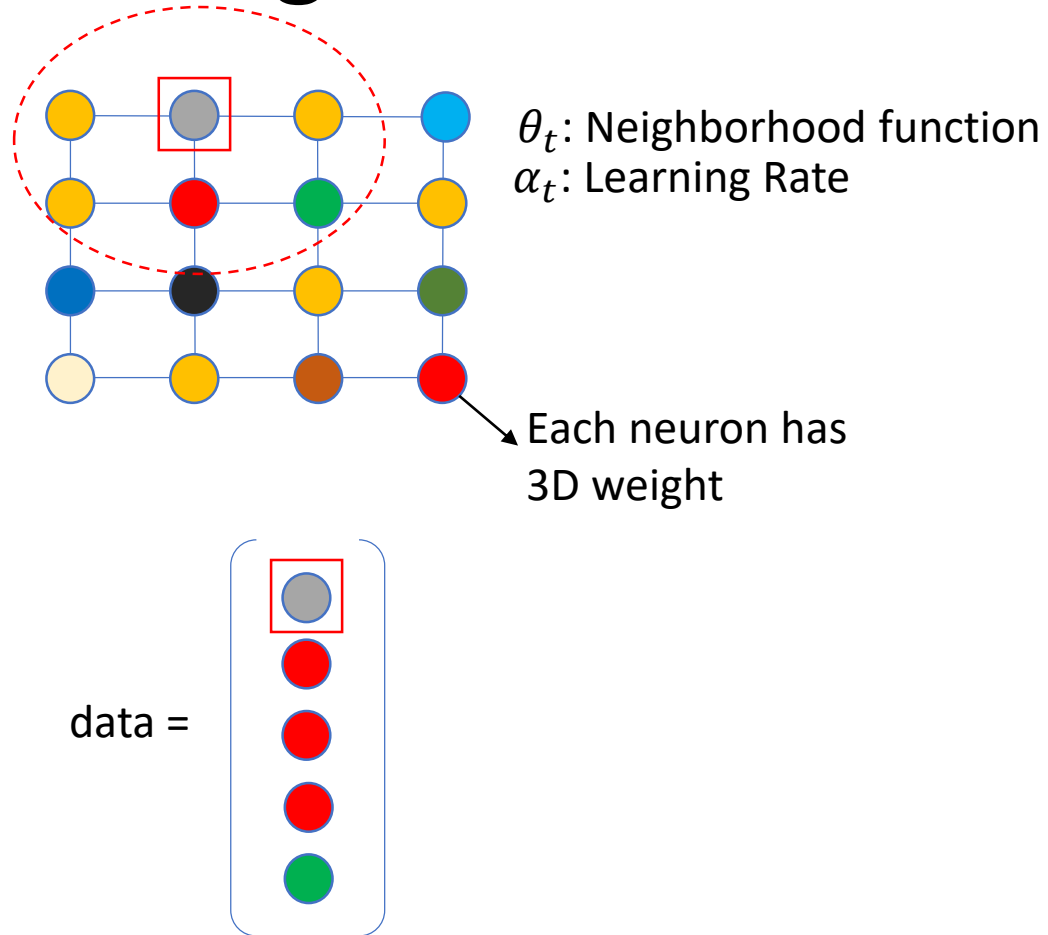 θₜ: Neighborhood function
αₜ: Learning Rate
Each neuron has
3D weight
data =